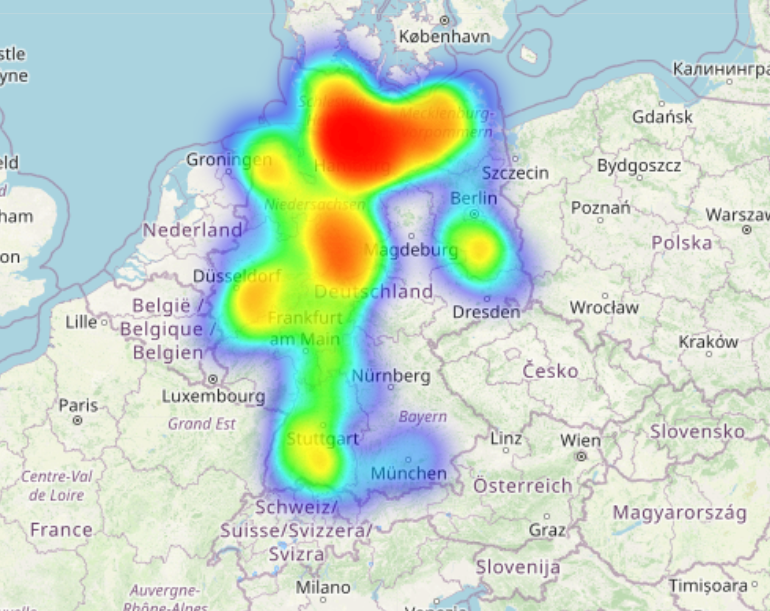 København
stle
yne
Калинингра
Gdańsk
Mecklenburg-
Vorpommern
Groningen
Hamburg
Szczecin
Bydgoszcz
eld
d
Berlin
Niedersachsen
Poznań
ham
Warszaw
Nederland
on
Magdeburg
Polska
Düsseldorf
Deutschland
België /
Belgique /
Belgien
Lille
Frankfurt
am Main
Dresden
Wrocław
Kraków
Luxembourg
Nürnberg
Česko
Paris
Grand Est
Bayern
Stuttgart
Linz
Wien
Slovensko
München
Centre-Val
de Loire
Österreich
Schweiz/
Suisse/Svizzera/
Svizra
France
Graz
Magyarország
Slovenija
Milano
Timișoara
Auvergne-
Rhône-Alpes
Venezia